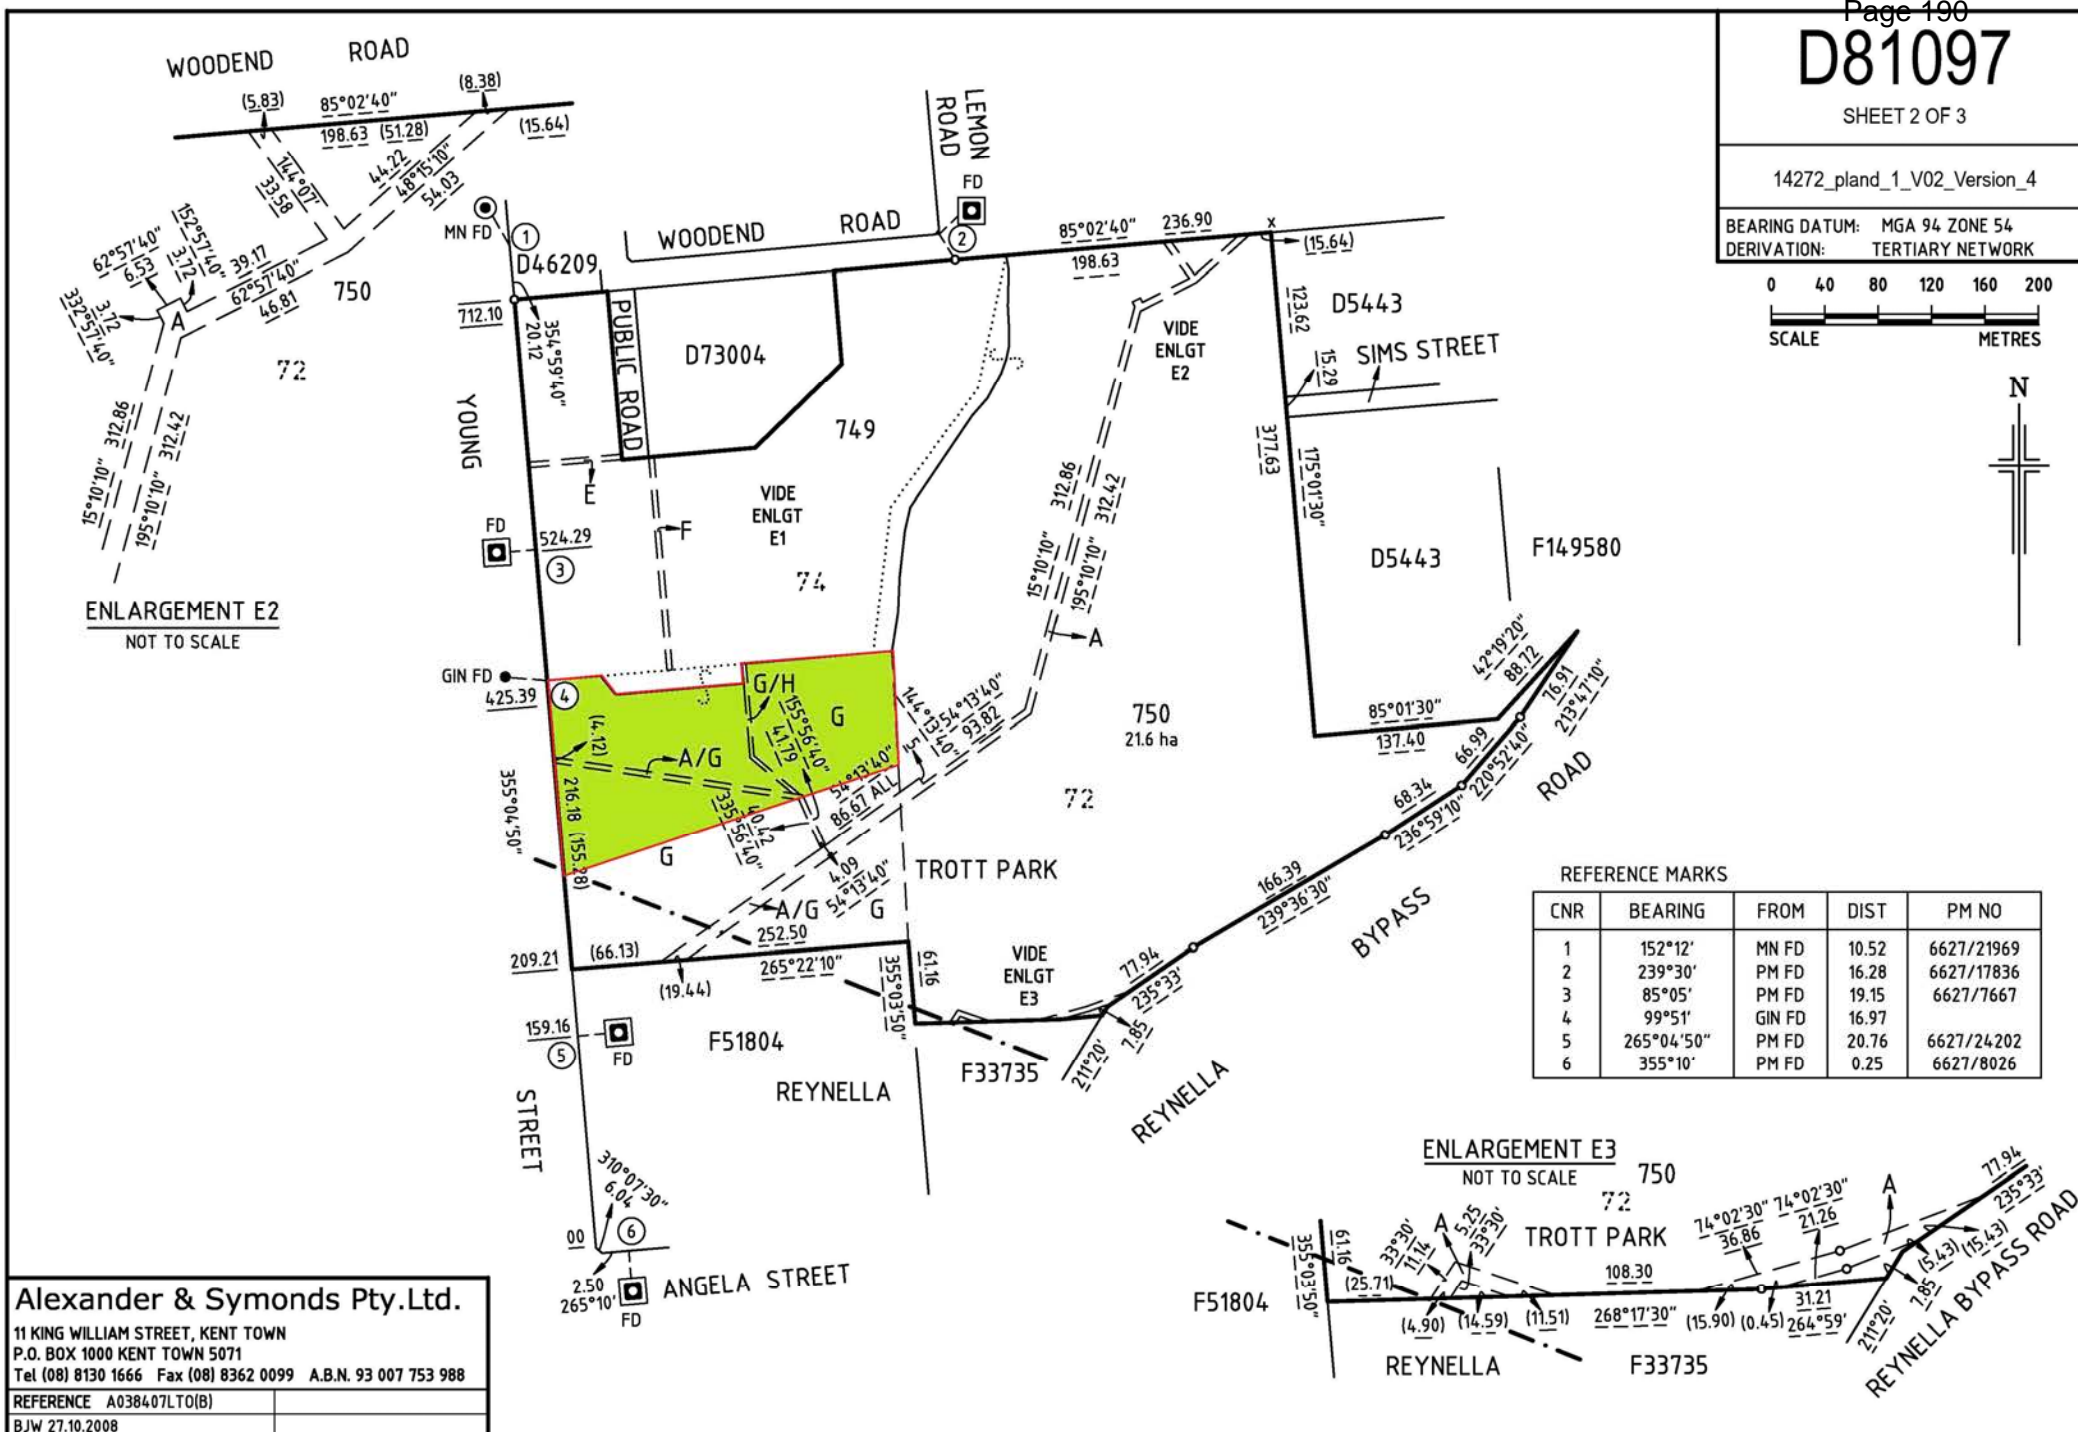 Page 190
D81097
SHEET 2 OF 3
14272_pland_1_V02_Version_4
BEARING DATUM: MGA 94 ZONE 54
DERIVATION: TERTIARY NETWORK
0 40 80 120 160 200
SCALE METRES
N
WOODEND ROAD
(5.83)
85°02'40"
(8.38)
198.63 (51.28)
(15.64)
144°07'
33.58
44.22
48°15'10"
54.03
152°57'40"
3.72
62°57'40"
6.53
39.17
62°57'40"
46.81
332°57'40"
3.72
A
750
72
15°10'10" 312.86
195°10'10" 312.42
ENLARGEMENT E2
NOT TO SCALE
LEMON
ROAD
FD
MN FD
1
D46209
WOODEND ROAD
2
85°02'40" 236.90
198.63
x
(15.64)
712.10
354°59'40"
20.12
PUBLIC ROAD
D73004
749
VIDE
ENLGT
E2
123.62
D5443
15.29
SIMS STREET
377.63
175°01'30"
YOUNG
E
F
VIDE
ENLGT
E1
74
FD
524.29
3
312.86
15°10'10"
312.42
195°10'10"
A
D5443
F149580
GIN FD
425.39
4
G/H
155°56'40"
41.79
G
(4.12)
A/G
216.18 (155.28)
355°04'50"
335°56'40"
40.42
54°13'40"
86.67 ALL
144°13'40"
5
54°13'40"
93.82
750
21.6 ha
72
42°19'20"
88.72
76.91
213°47'10"
85°01'30"
137.40
66.99
220°52'40"
68.34
236°59'10"
166.39
239°36'30"
77.94
235°33'
7.85
211°20'
REYNELLA BYPASS ROAD
G
TROTT PARK
4.09
54°13'40"
A/G
G
252.50
265°22'10"
(66.13)
(19.44)
209.21
61.16
355°03'50"
VIDE
ENLGT
E3
159.16
5
FD
F51804
REYNELLA
F33735
STREET
310°07'30"
6.04
00
6
2.50
265°10'
FD
ANGELA STREET
REFERENCE MARKS
CNR BEARING FROM DIST PM NO
1 152°12' MN FD 10.52 6627/21969
2 239°30' PM FD 16.28 6627/17836
3 85°05' PM FD 19.15 6627/7667
4 99°51' GIN FD 16.97
5 265°04'50" PM FD 20.76 6627/24202
6 355°10' PM FD 0.25 6627/8026
ENLARGEMENT E3
NOT TO SCALE
750
72
TROTT PARK
61.16
355°03'50"
(25.71)
33°30'
11.14
A
5.25
33°30'
108.30
74°02'30"
36.86
74°02'30"
21.26
A
77.94
235°33'
(5.43)
(15.43)
7.85
211°20'
31.21
264°59'
(4.90) (14.59) (11.51) 268°17'30" (15.90) (0.45)
F51804
REYNELLA
F33735
REYNELLA BYPASS ROAD
Alexander & Symonds Pty.Ltd.
11 KING WILLIAM STREET, KENT TOWN
P.O. BOX 1000 KENT TOWN 5071
Tel (08) 8130 1666 Fax (08) 8362 0099 A.B.N. 93 007 753 988
REFERENCE A038407LTO(B)
BJW 27.10.2008